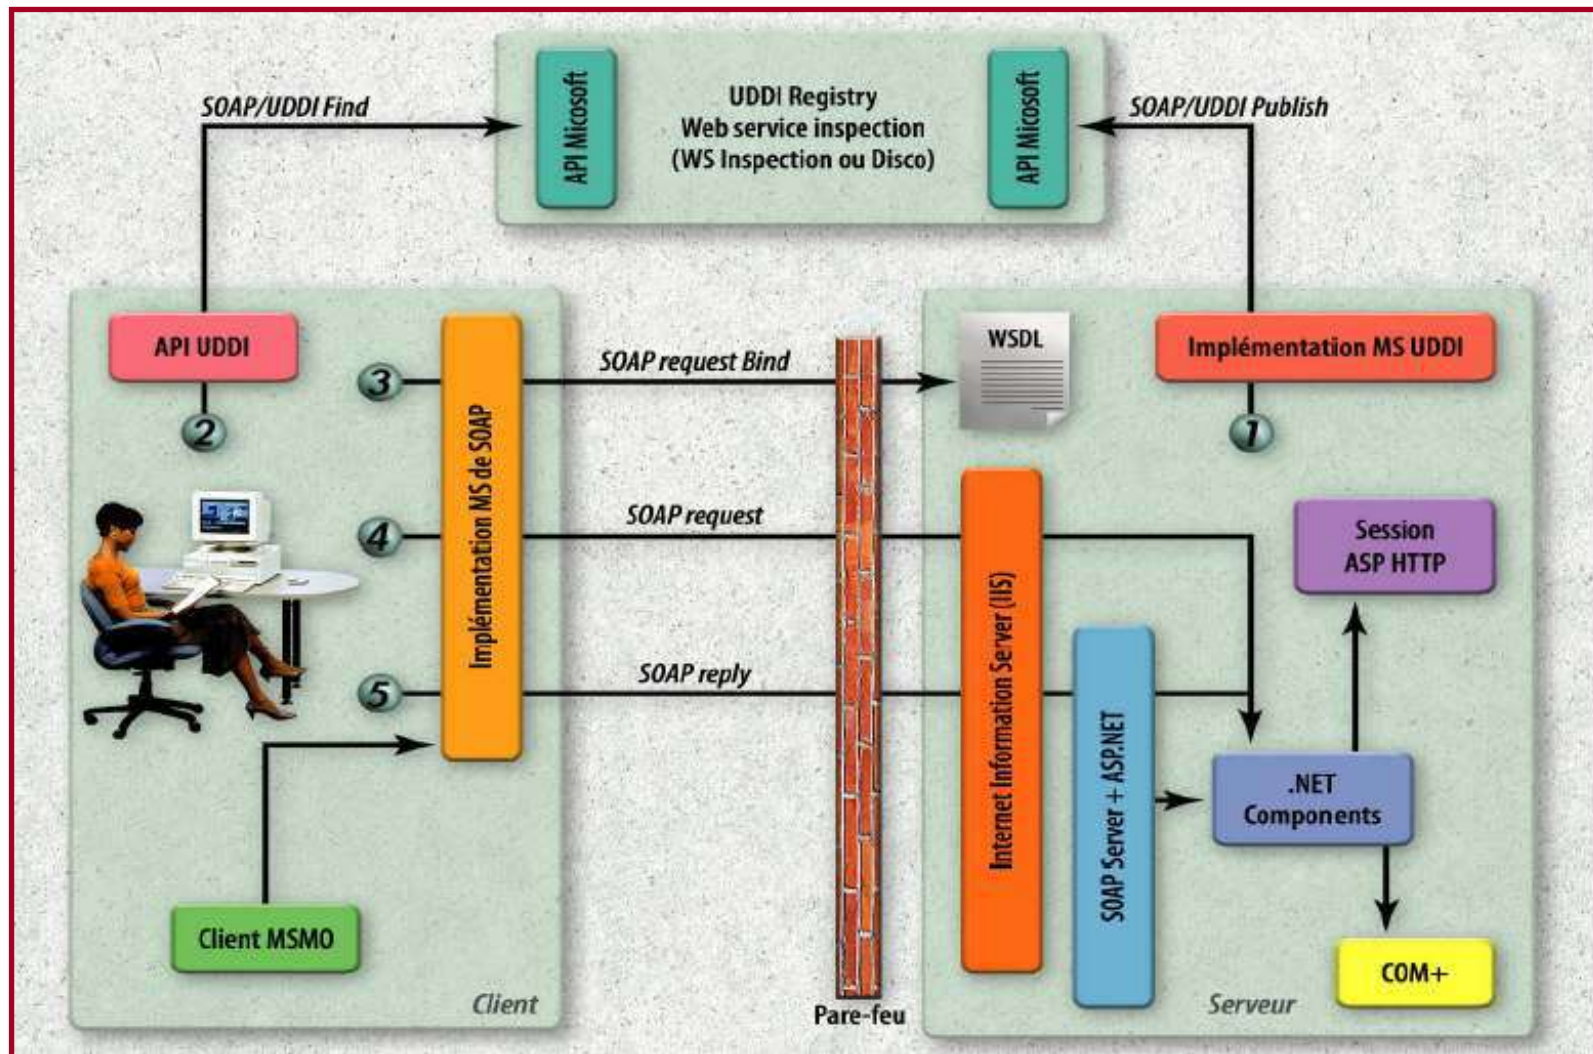 SOAP/UDDI Find
API Micosoft
UDDI Registry
Web service inspection
(WS Inspection ou Disco)
API Micosoft
SOAP/UDDI Publish
API UDDI
2
3
Implémentation MS de SOAP
SOAP request Bind
WSDL
Implémentation MS UDDI
1
4
SOAP request
Internet Information Server (IIS)
Session
ASP HTTP
5
SOAP reply
SOAP Server + ASP.NET
.NET
Components
Client MSMO
COM+
Client
Pare-feu
Serveur